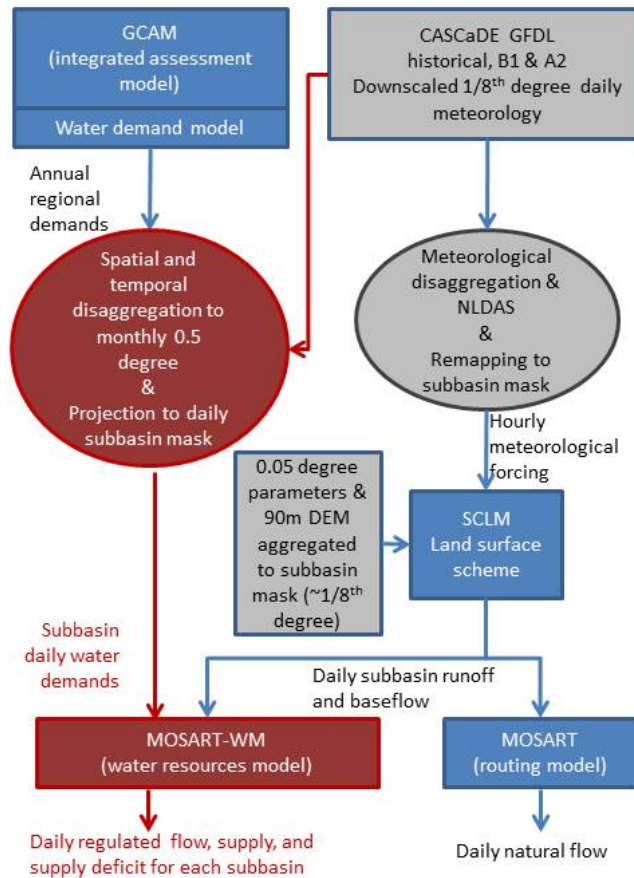 GCAM
(integrated assessment model)
Water demand model
CASCaDE GFDL
historical, B1 & A2
Downscaled 1/8th degree daily
meteorology
Annual
regional
demands
Spatial and
temporal
disaggregation to
monthly 0.5
degree
&
Projection to daily
subbasin mask
Meteorological
disaggregation &
NLDAS
&
Remapping to
subbasin mask
Hourly
meteorological
forcing
0.05 degree
parameters &
90m DEM
aggregated
to subbasin
mask (~1/8th
degree)
SCLM
Land surface
scheme
Subbasin
daily water
demands
Daily subbasin runoff
and baseflow
MOSART-WM
(water resources model)
MOSART
(routing model)
Daily regulated flow, supply, and
supply deficit for each subbasin
Daily natural flow